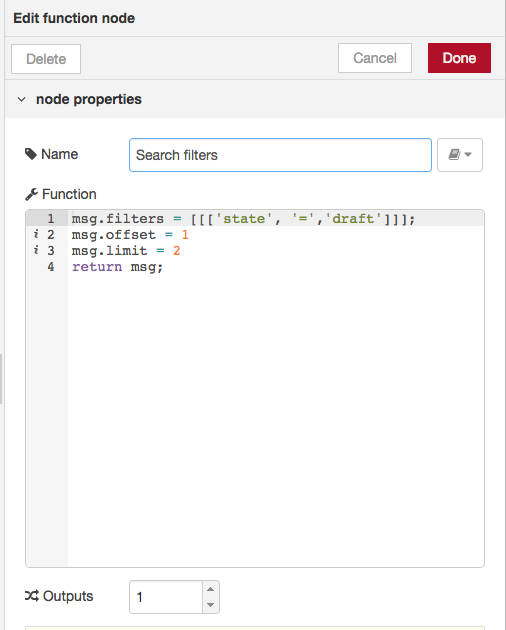 Edit function node
Delete Cancel Done
node properties
Name Search filters
Function
1 msg.filters = [[['state', '=','draft']]];
i 2 msg.offset = 1
i 3 msg.limit = 2
4 return msg;
Outputs 1